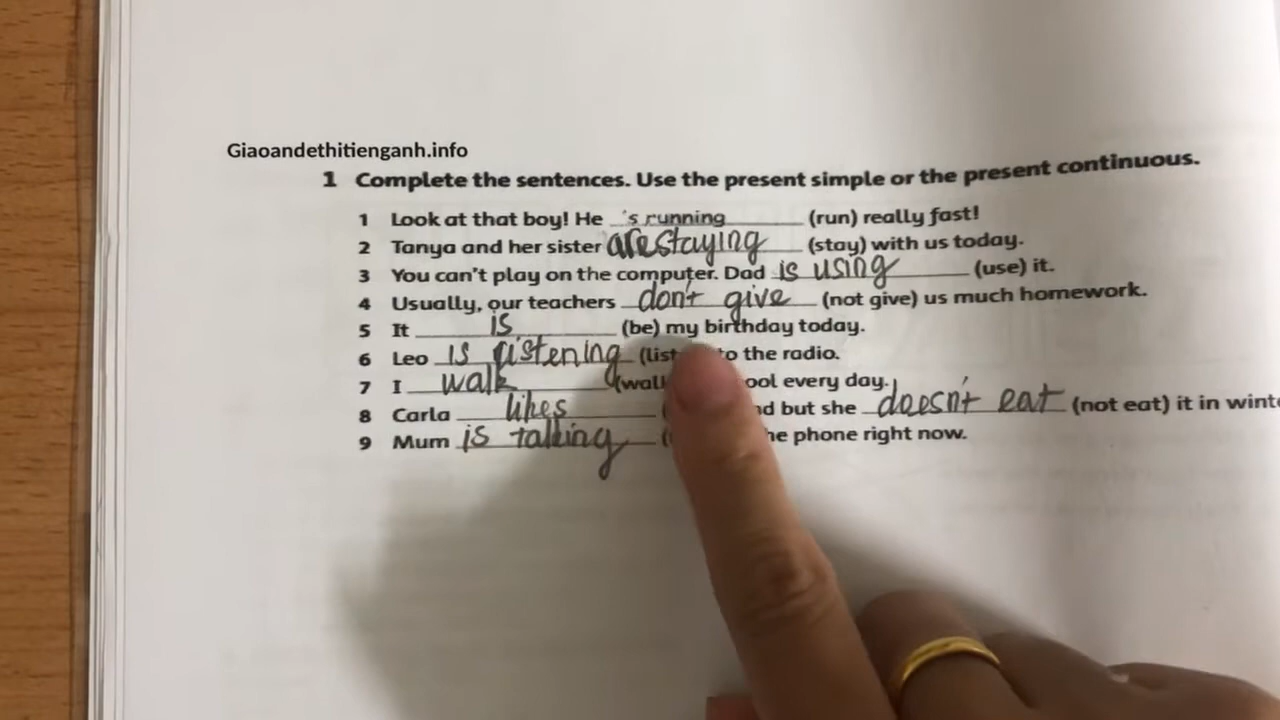 Giaoandethitienganh.info
1 Complete the sentences. Use the present simple or the present continuous.
1 Look at that boy! He 's running (run) really fast!
2 Tanya and her sister are staying (stay) with us today.
3 You can't play on the computer. Dad is using (use) it.
4 Usually, our teachers don't give (not give) us much homework.
5 It is (be) my birthday today.
6 Leo is listening (list to the radio.
7 I walk (walk ool every day.
8 Carla likes ( nd but she doesn't eat (not eat) it in winte
9 Mum is talking ( he phone right now.